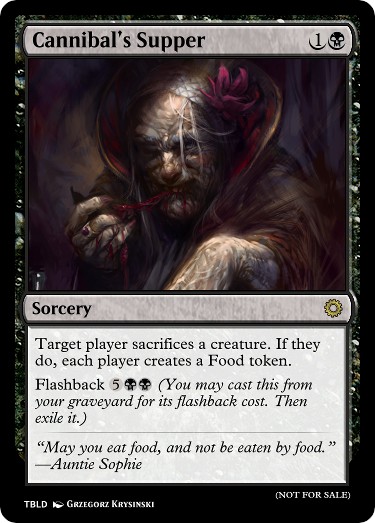 Cannibal's Supper 1
Sorcery
Target player sacrifices a creature. If they
do, each player creates a Food token.
Flashback 5 (You may cast this from
your graveyard for its flashback cost. Then
exile it.)
“May you eat food, and not be eaten by food.”
—Auntie Sophie
TBLD Grzegorz Krysinski
(NOT FOR SALE)